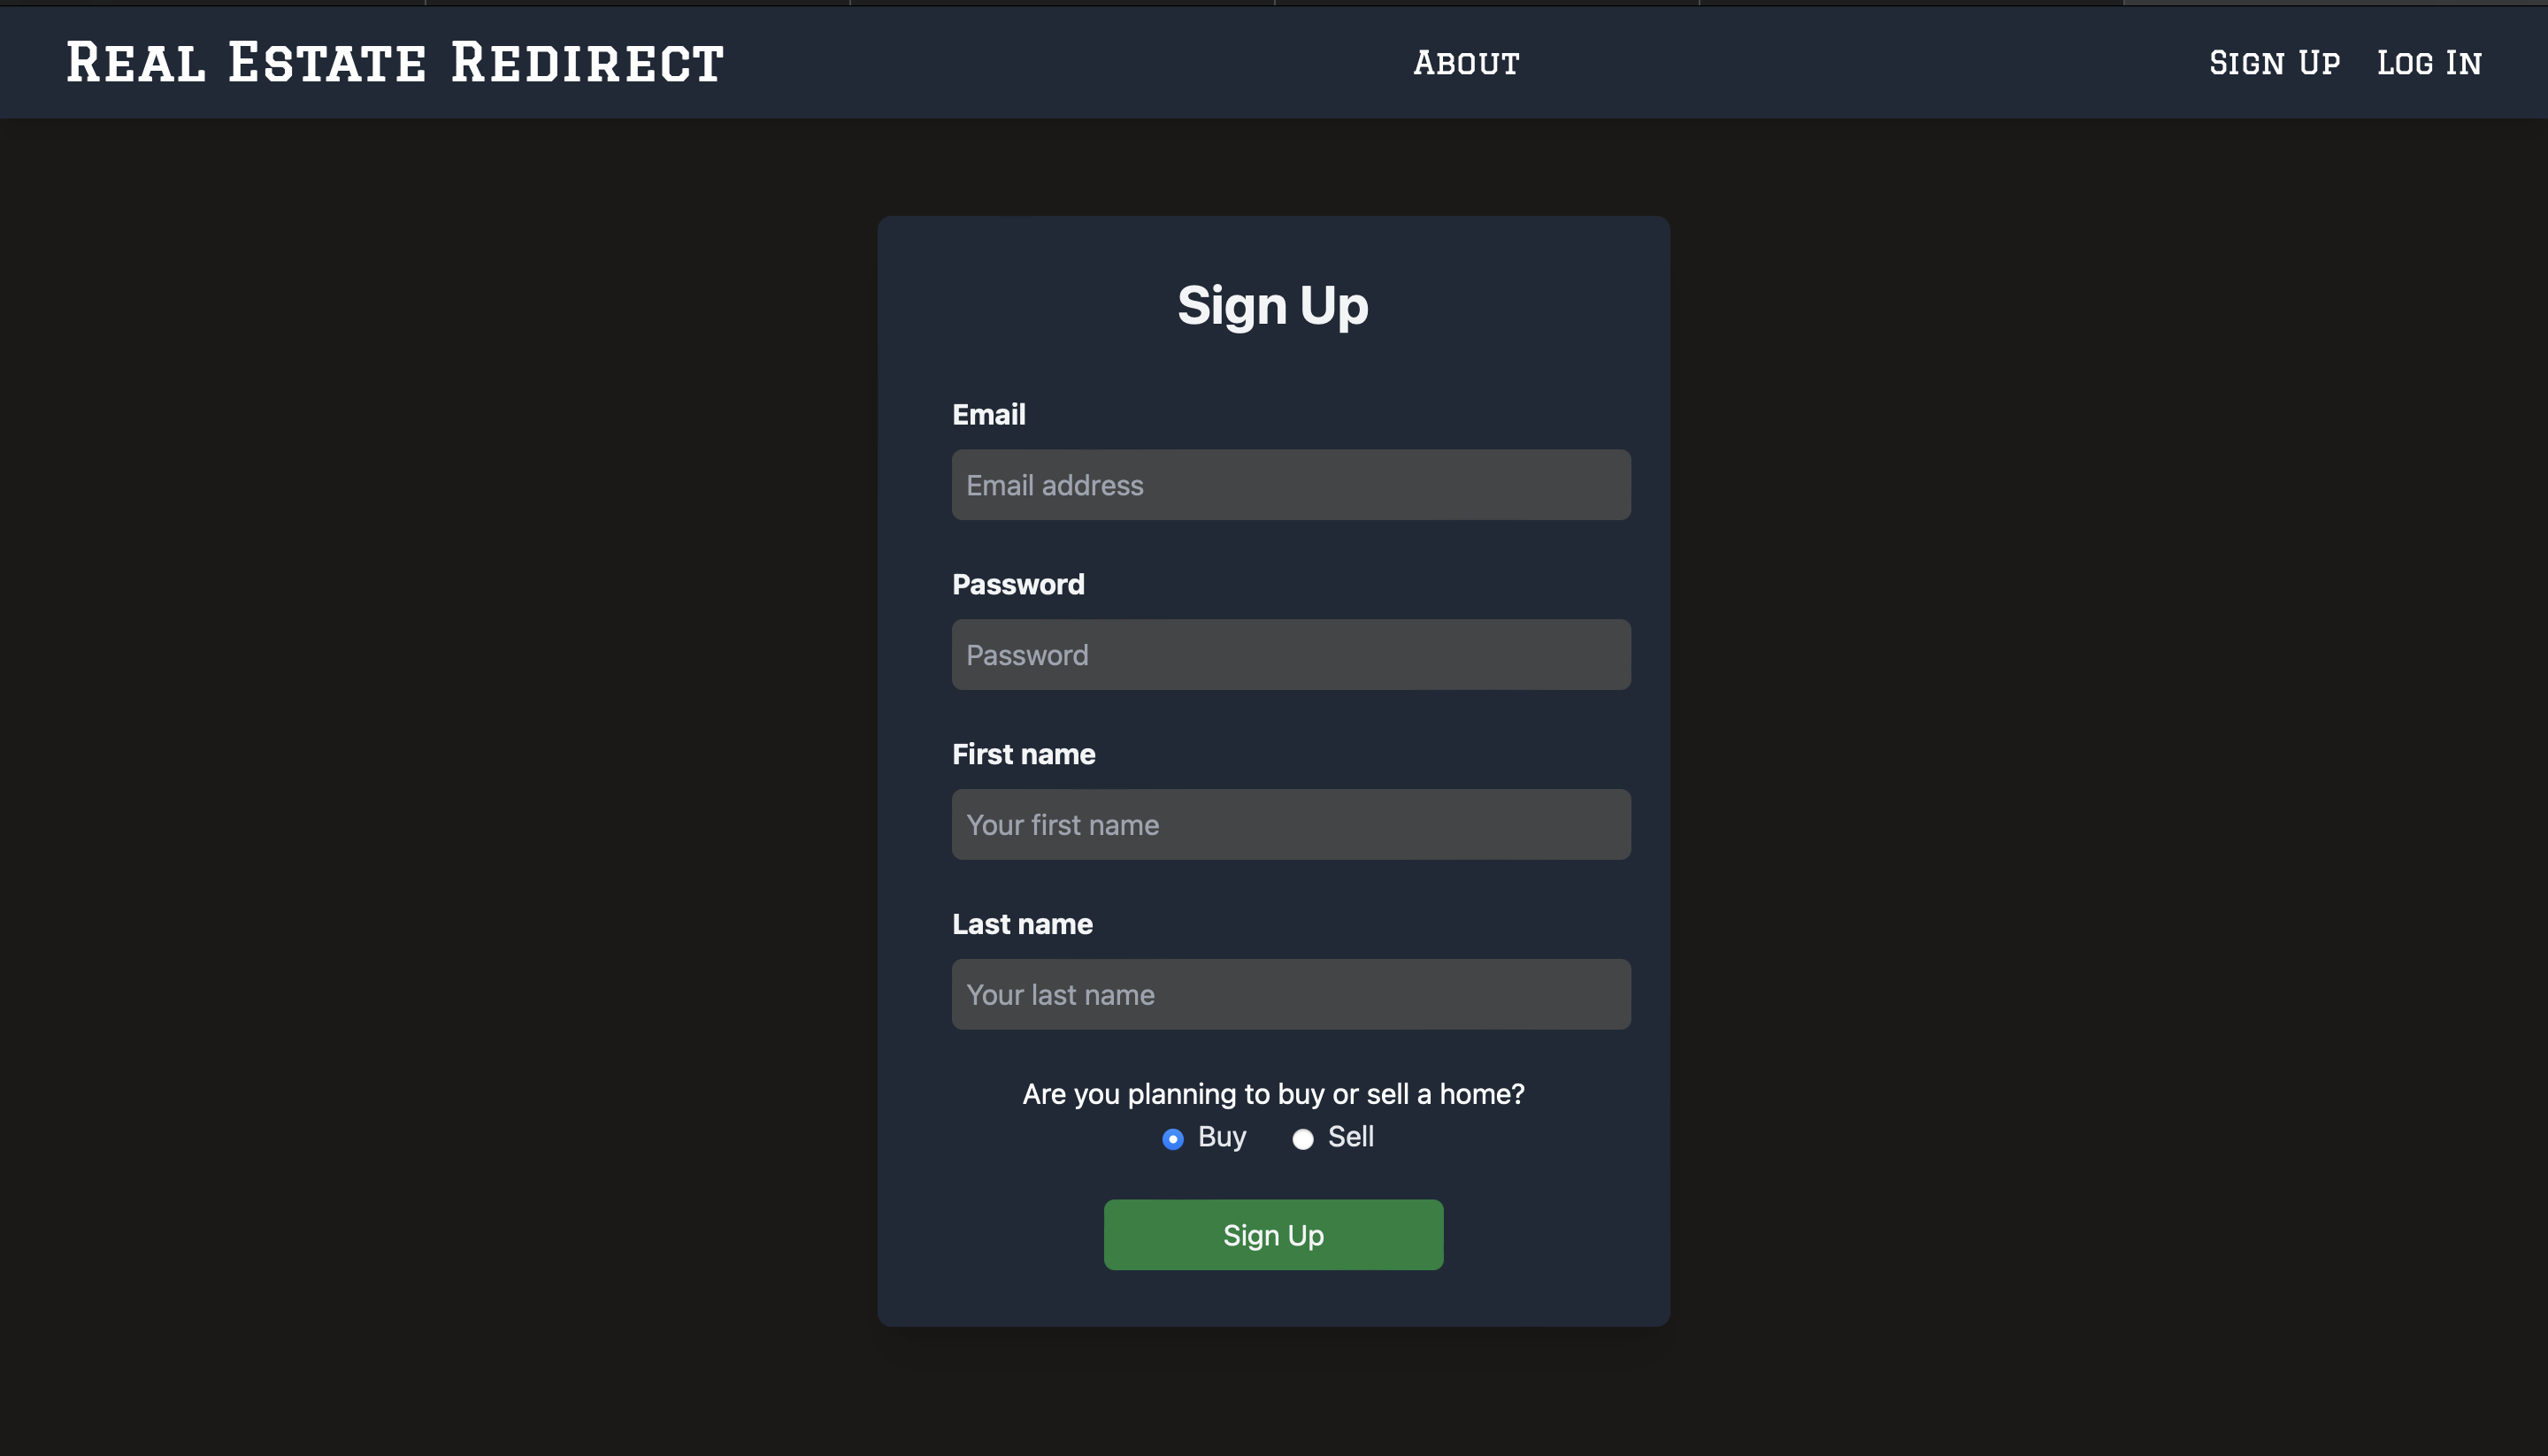 Real Estate Redirect
About
Sign Up
Log In
Sign Up
Email
Email address
Password
Password
First name
Your first name
Last name
Your last name
Are you planning to buy or sell a home?
Buy
Sell
Sign Up